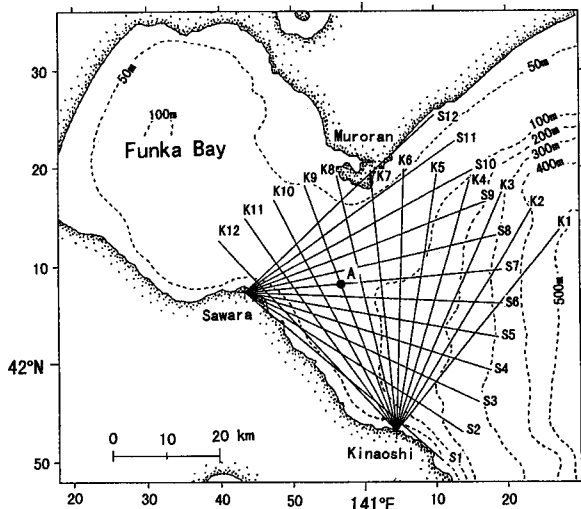 30
20
10
42°N
50
50m
100m
Funka Bay
Muroran
50m
100m
200m
300m
400m
500m
S12
S11
S10
S9
S8
S7
S6
S5
S4
S3
S2
S1
K12
K11
K10
K9
K8
K7
K6
K5
K4
K3
K2
K1
A
Sawara
Kinaoshi
0 10 20 km
20 30 40 50 141°E 10 20